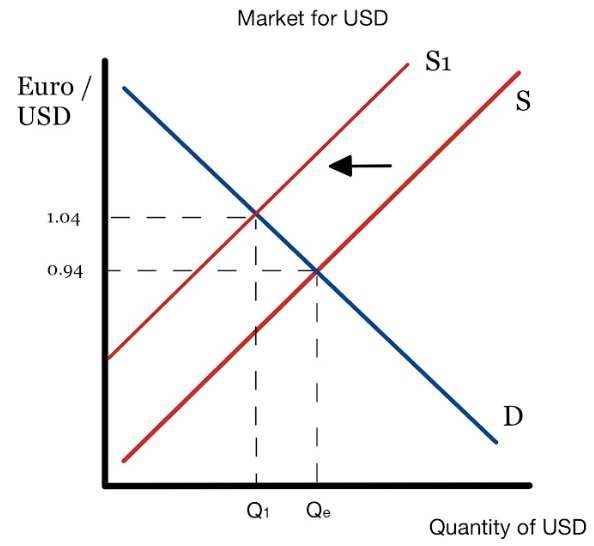 Market for USD
Euro /
USD
S1
S
1.04
0.94
D
Q1
Qe
Quantity of USD